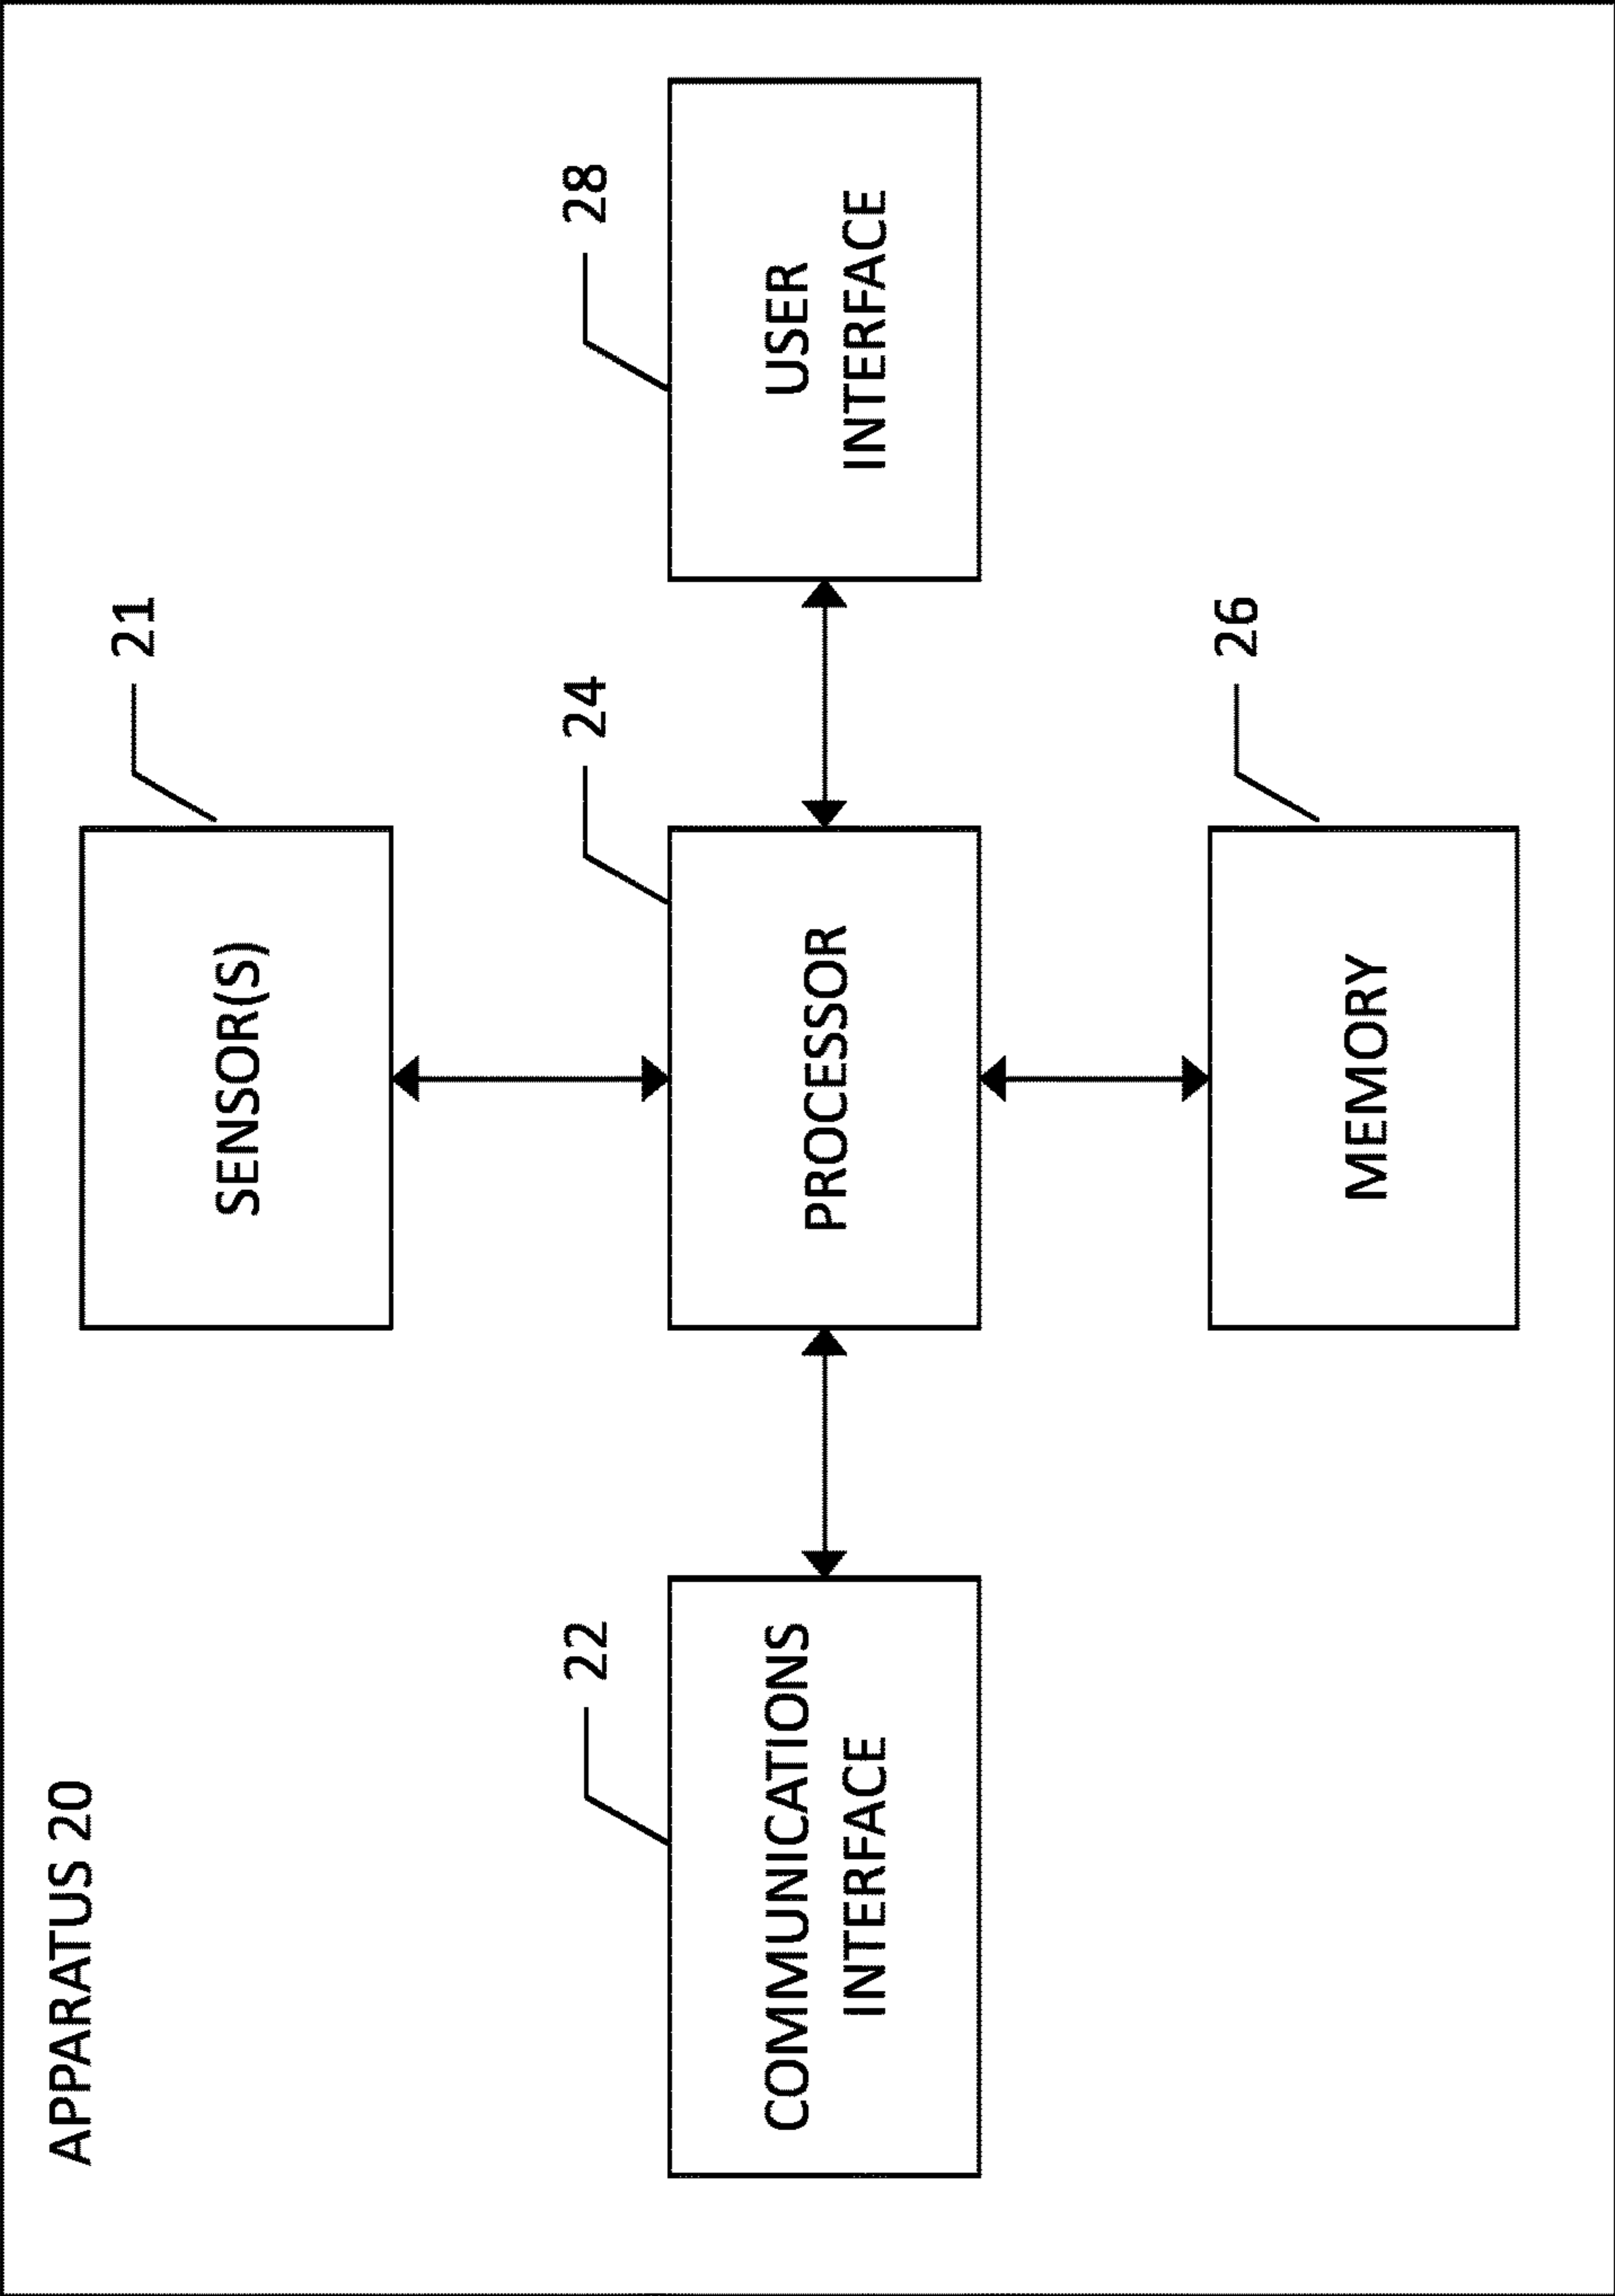 APPARATUS 20
21
SENSOR(S)
22
COMMUNICATIONS
INTERFACE
24
PROCESSOR
28
USER
INTERFACE
26
MEMORY